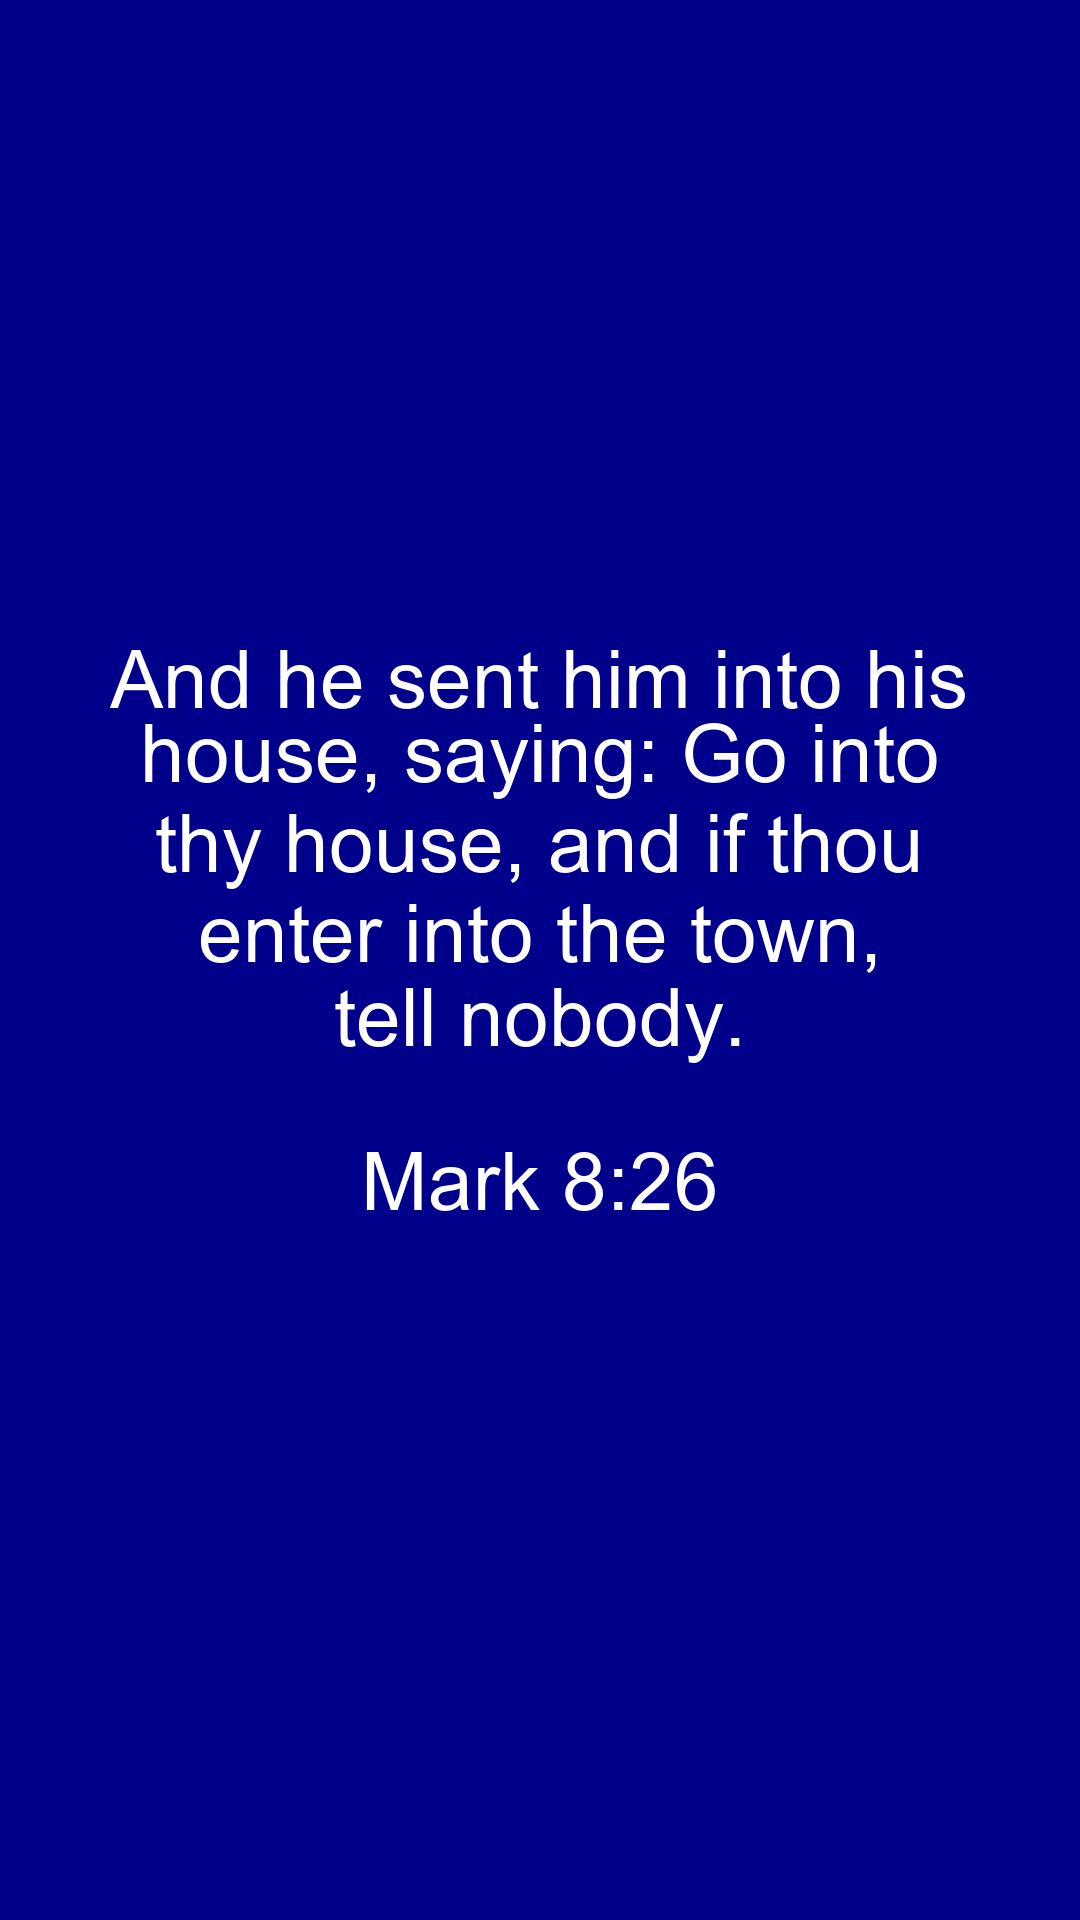 And he sent him into his
house, saying: Go into
thy house, and if thou
enter into the town,
tell nobody.
Mark 8:26